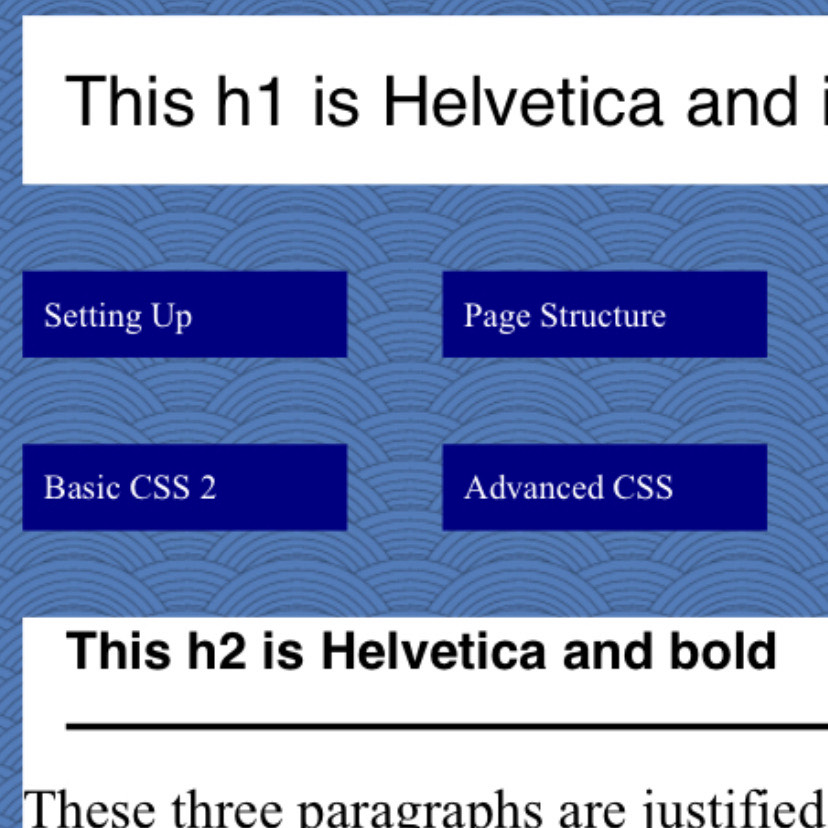 This h1 is Helvetica and
Setting Up
Page Structure
Basic CSS 2
Advanced CSS
This h2 is Helvetica and bold
These three paragraphs are justified